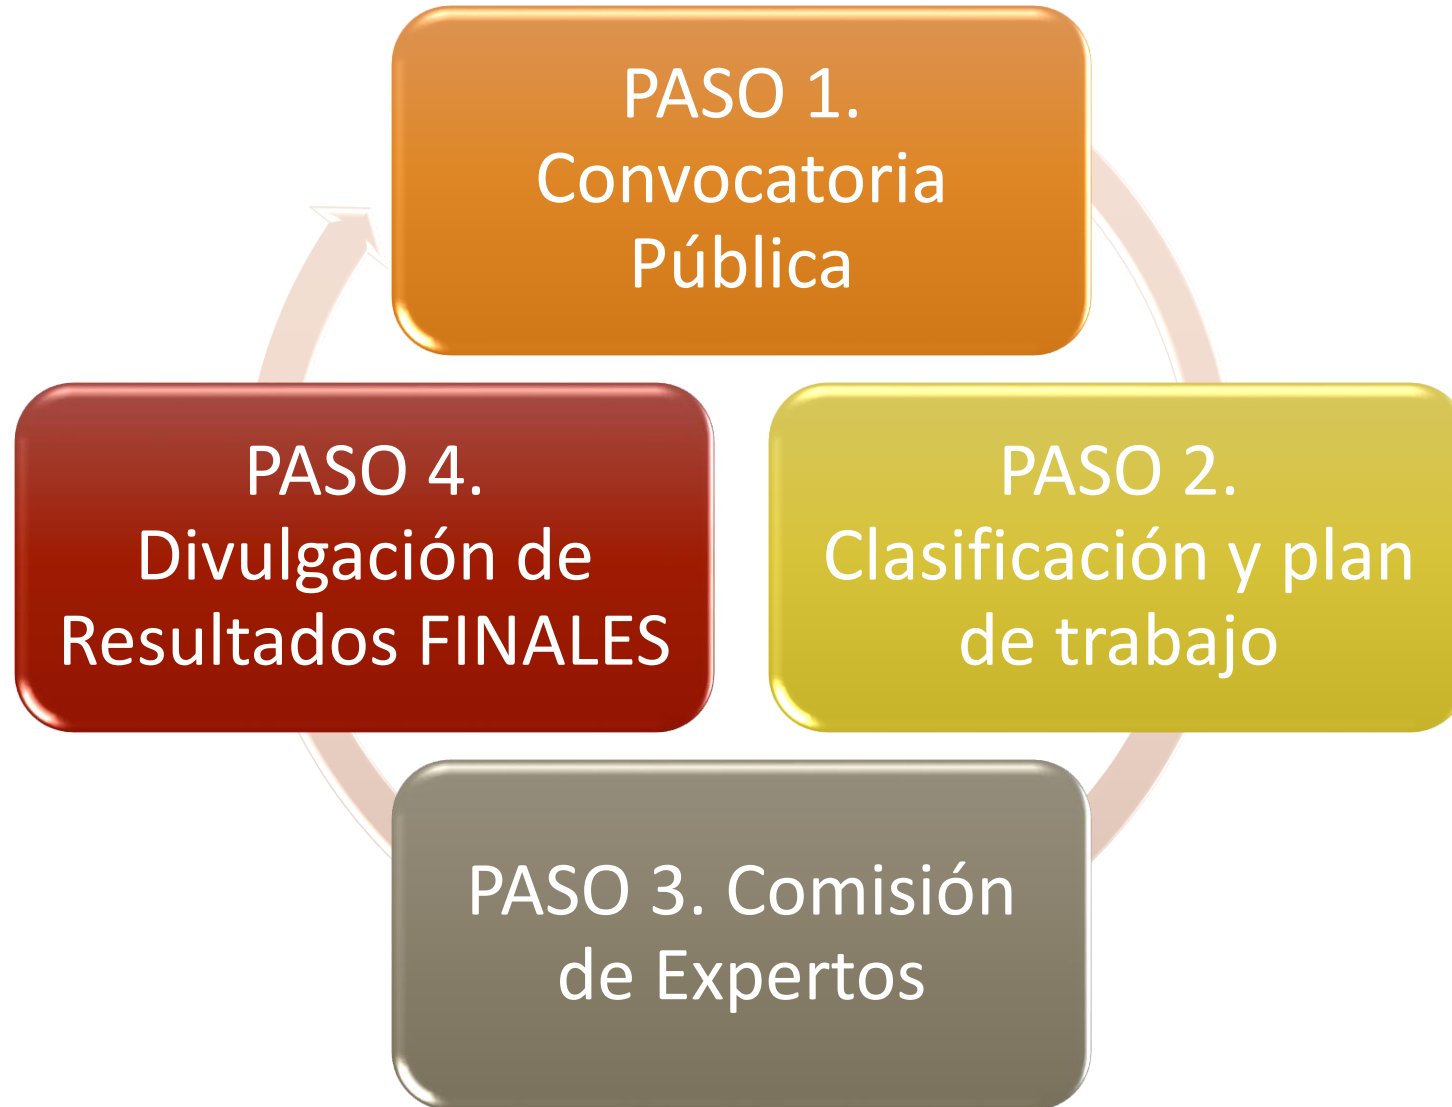 PASO 1.
Convocatoria
Pública
PASO 2.
Clasificación y plan
de trabajo
PASO 3. Comisión
de Expertos
PASO 4.
Divulgación de
Resultados FINALES